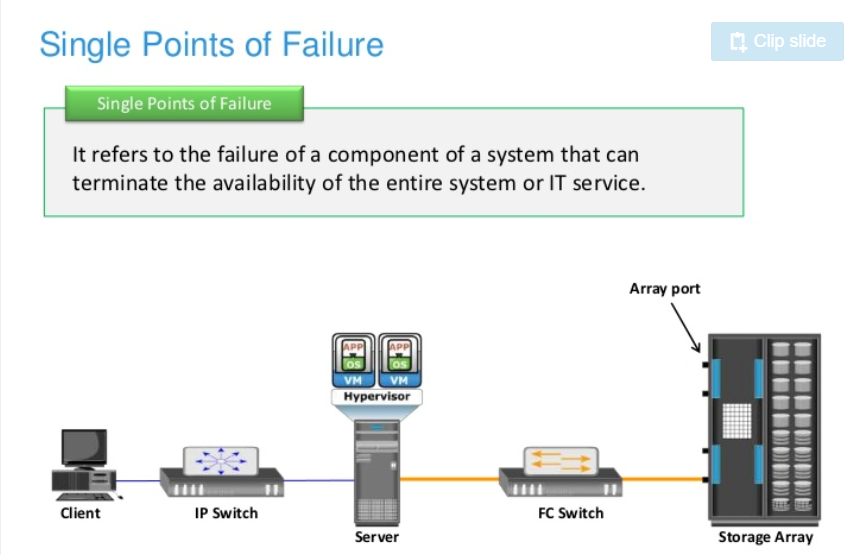 Single Points of Failure
Clip slide
Single Points of Failure
It refers to the failure of a component of a system that can
terminate the availability of the entire system or IT service.
Array port
APP APP
OS OS
VM VM
Hypervisor
Client
IP Switch
Server
FC Switch
Storage Array